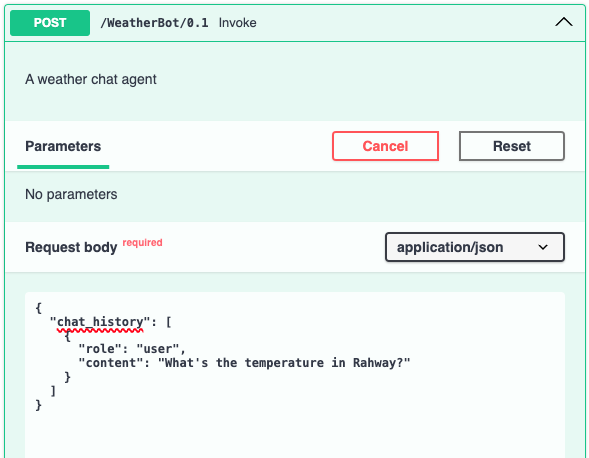 POST /WeatherBot/0.1 Invoke
A weather chat agent
Parameters Cancel Reset
No parameters
Request body required application/json
{
  "chat_history": [
    {
      "role": "user",
      "content": "What's the temperature in Rahway?"
    }
  ]
}